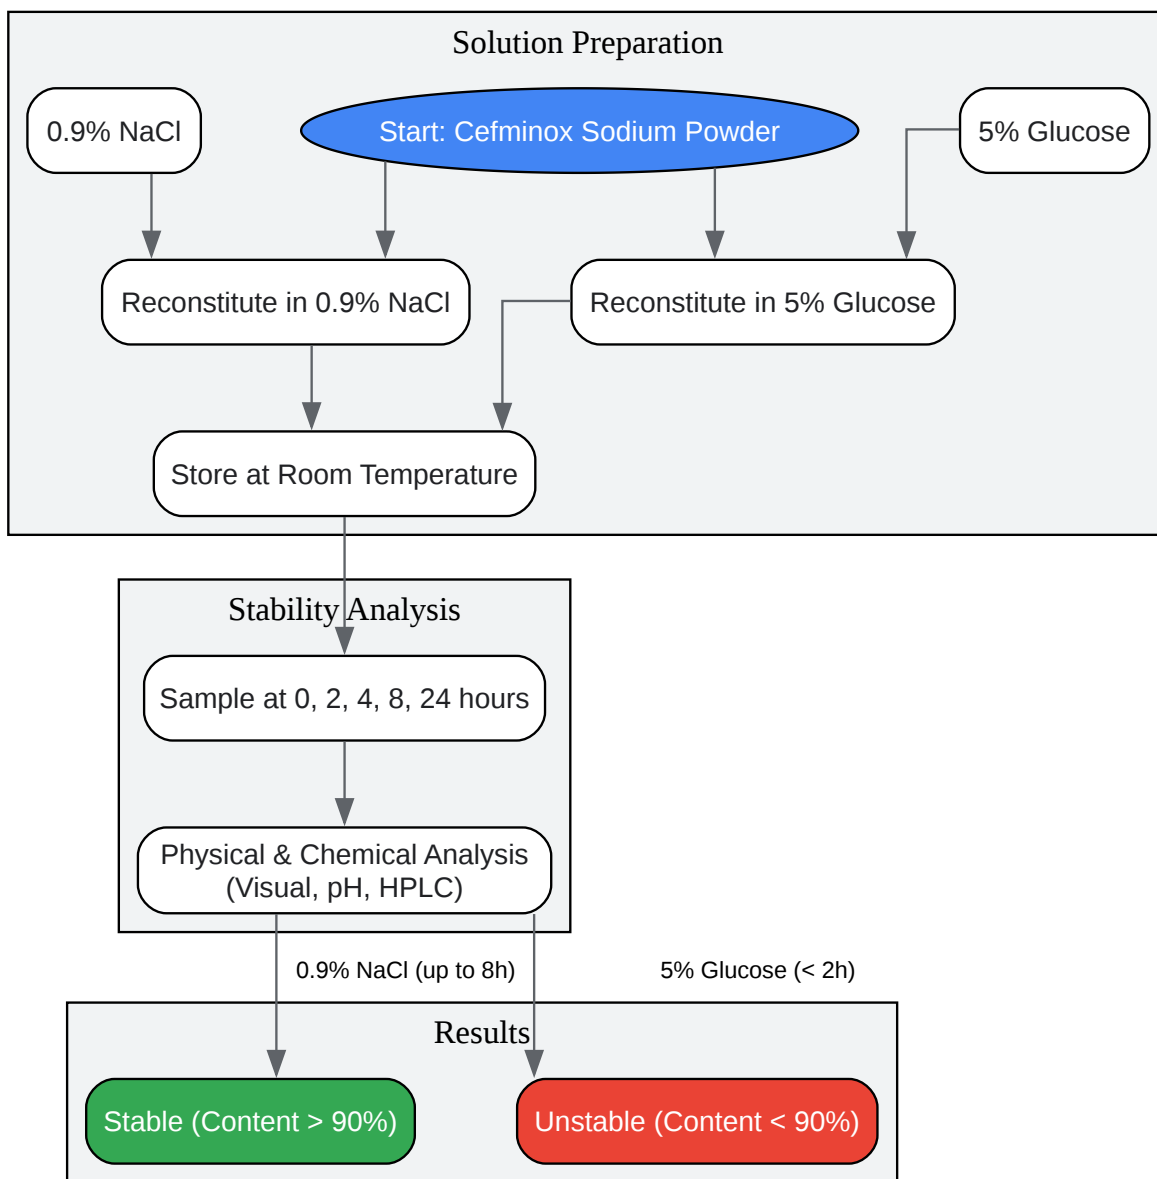 Solution Preparation
0.9% NaCl
Start: Cefminox Sodium Powder
5% Glucose
Reconstitute in 0.9% NaCl
Reconstitute in 5% Glucose
Store at Room Temperature
Stability Analysis
Sample at 0, 2, 4, 8, 24 hours
Physical & Chemical Analysis
(Visual, pH, HPLC)
0.9% NaCl (up to 8h)
5% Glucose (< 2h)
Results
Stable (Content > 90%)
Unstable (Content < 90%)